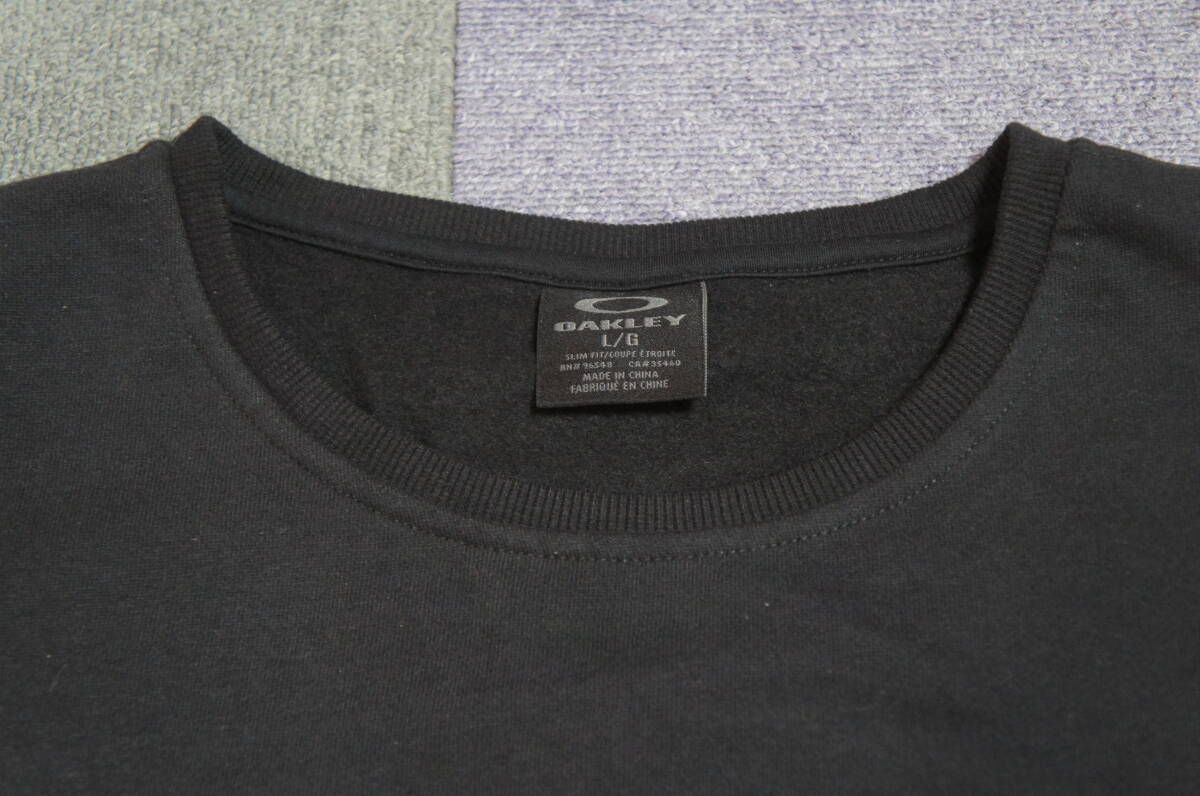 OAKLEY
L/G
SLIM FIT/COUPE ÉTROITE
RN# 96548 CA# 35460
MADE IN CHINA
FABRIQUÉ EN CHINE